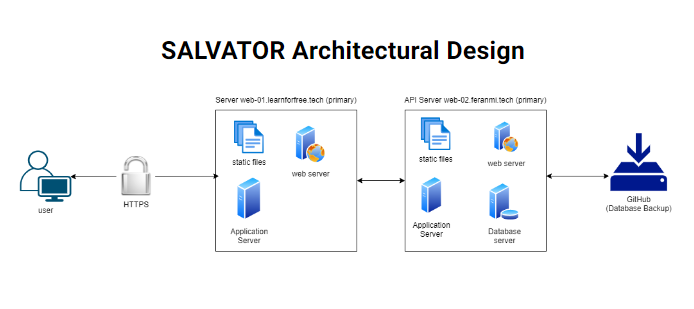 SALVATOR Architectural Design
Server web-01.learnforfree.tech (primary)
API Server web-02.feranmi.tech (primary)
static files
web server
static files
web server
user
HTTPS
Application
Server
Application
Server
Database
server
GitHub
(Database Backup)